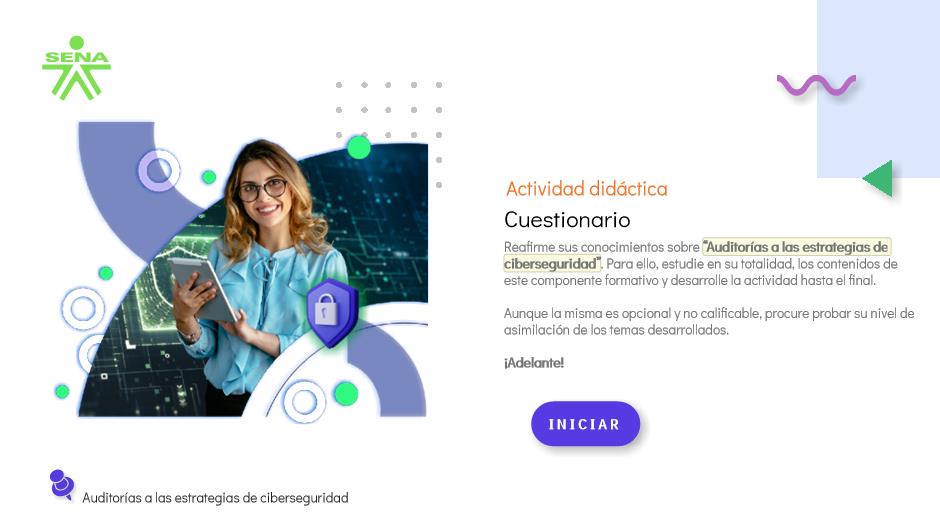 SENA
Actividad didáctica
Cuestionario
Reafirme sus conocimientos sobre “Auditorías a las estrategias de
ciberseguridad”. Para ello, estudie en su totalidad, los contenidos de
este componente formativo y desarrolle la actividad hasta el final.
Aunque la misma es opcional y no calificable, procure probar su nivel de
asimilación de los temas desarrollados.
¡Adelante!
INICIAR
Auditorías a las estrategias de ciberseguridad